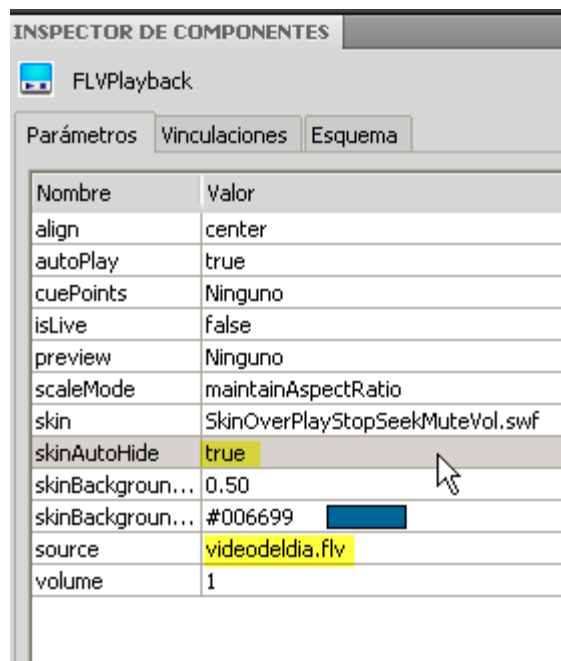 INSPECTOR DE COMPONENTES
FLVPlayback
Parámetros Vinculaciones Esquema
Nombre Valor
align center
autoPlay true
cuePoints Ninguno
isLive false
preview Ninguno
scaleMode maintainAspectRatio
skin SkinOverPlayStopSeekMuteVol.swf
skinAutoHide true
skinBackgroun... 0.50
skinBackgroun... #006699
source videodeldia.flv
volume 1